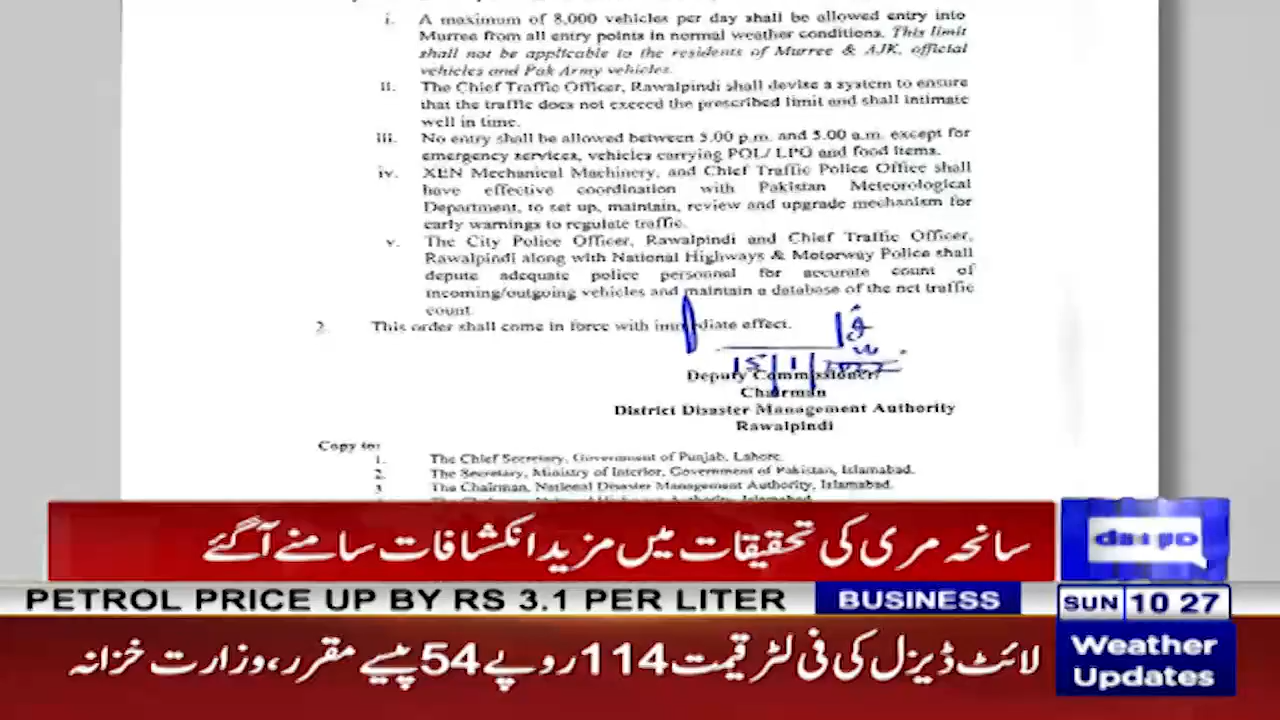 i. A maximum of 8,000 vehicles per day shall be allowed entry into
Murree from all entry points in normal weather conditions. This limit
shall not be applicable to the residents of Murree & AJK, official
vehicles and Pak Army vehicles.
ii. The Chief Traffic Officer, Rawalpindi shall devise a system to ensure
that the traffic does not exceed the prescribed limit and shall intimate
well in time.
iii. No entry shall be allowed between 5.00 p.m. and 5.00 a.m. except for
emergency services, vehicles carrying POL/ LPG and food items.
iv. XEN Mechanical Machinery, and Chief Traffic Police Office shall
have effective coordination with Pakistan Meteorological
Department, to set up, maintain, review and upgrade mechanism for
early warnings to regulate traffic.
v. The City Police Officer, Rawalpindi and Chief Traffic Officer,
Rawalpindi along with National Highways & Motorway Police shall
depute adequate police personnel for accurate count of
incoming/outgoing vehicles and maintain a database of the net traffic
count.
2. This order shall come in force with immediate effect.
15/1/2022
Deputy Commissioner/
Chairman
District Disaster Management Authority
Rawalpindi
Copy to:
1. The Chief Secretary, Government of Punjab, Lahore.
2. The Secretary, Ministry of Interior, Government of Pakistan, Islamabad.
3. The Chairman, National Disaster Management Authority, Islamabad.
سانحہ مری کی تحقیقات میں مزید انکشافات سامنے آگئے
PETROL PRICE UP BY RS 3.1 PER LITER
BUSINESS
SUN 10 27
لائٹ ڈیزل کی فی لٹر قیمت 114 روپے 54 پیسے مقرر، وزارت خزانہ
Weather
Updates